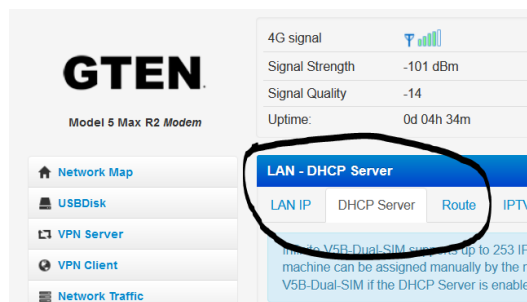 4G signal
Signal Strength -101 dBm
Signal Quality -14
Uptime: 0d 04h 34m
GTEN.
Model 5 Max R2 Modem
Network Map
USBDisk
VPN Server
VPN Client
Network Traffic
LAN - DHCP Server
LAN IP DHCP Server Route IPTV
Infinite V5B-Dual-SIM supports up to 253 IP
machine can be assigned manually by the
V5B-Dual-SIM if the DHCP Server is enable